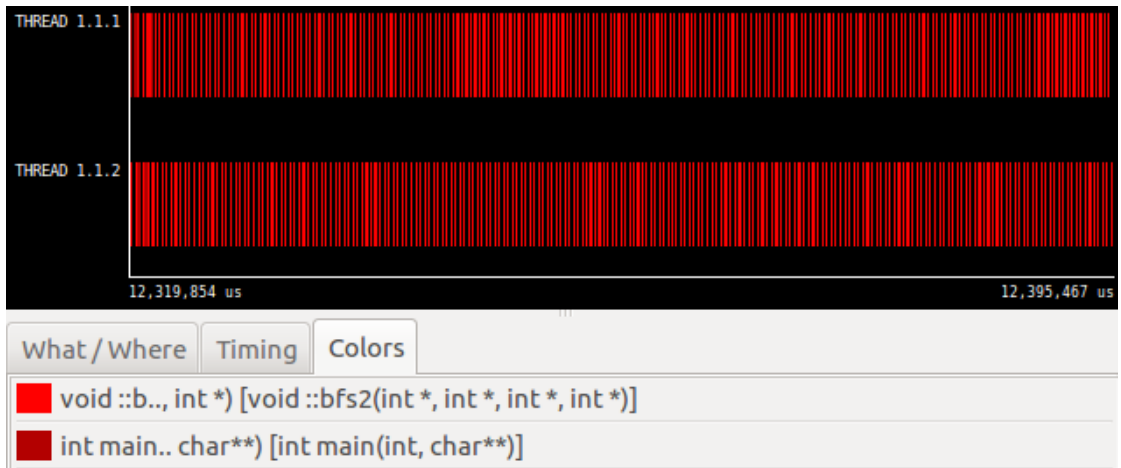 THREAD 1.1.1
THREAD 1.1.2
12,319,854 us 12,395,467 us
What / Where Timing Colors
void ::b.., int *) [void ::bfs2(int *, int *, int *, int *)]
int main.. char**) [int main(int, char**)]